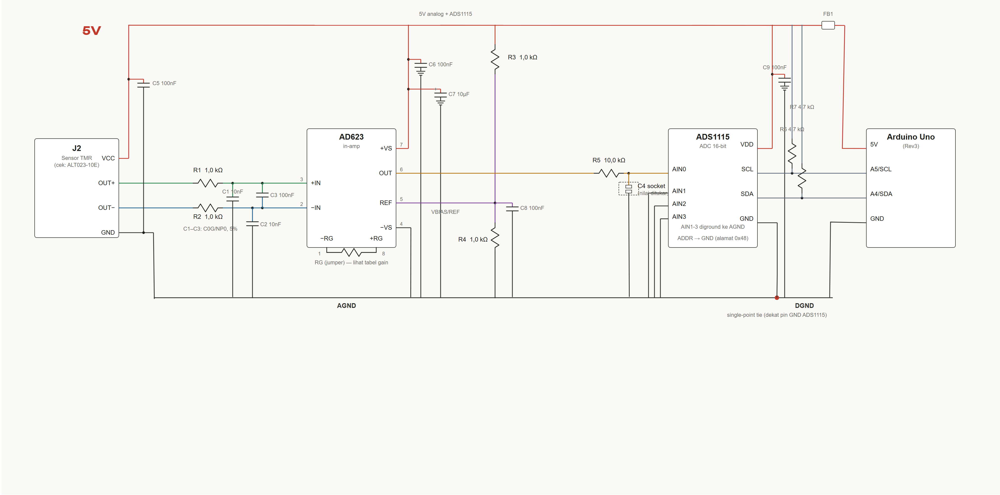 5V analog + ADS1115
FB1
5V
C6 100nF
R3 1,0 kΩ
C9 100nF
C5 100nF
+
C7 10µF
R7 4,7 kΩ
R6 4,7 kΩ
J2
Sensor TMR
(cek: ALT023-10E)
VCC
OUT+
OUT−
GND
R1 1,0 kΩ
C1 10nF
C3 100nF
R2 1,0 kΩ
C2 10nF
C1–C3: C0G/NP0, 5%
AD623
in-amp
+VS
7
OUT
6
3
+IN
REF
5
2
−IN
−VS
4
−RG
+RG
1
8
RG (jumper) — lihat tabel gain
VBIAS/REF
C8 100nF
R4 1,0 kΩ
R5 10,0 kΩ
C4 socket
(nilai ditukar,
ADS1115
ADC 16-bit
VDD
AIN0
SCL
AIN1
SDA
AIN2
AIN3
GND
AIN1-3 diground ke AGND
ADDR → GND (alamat 0x48)
Arduino Uno
(Rev3)
5V
A5/SCL
A4/SDA
GND
AGND
DGND
single-point tie (dekat pin GND ADS1115)